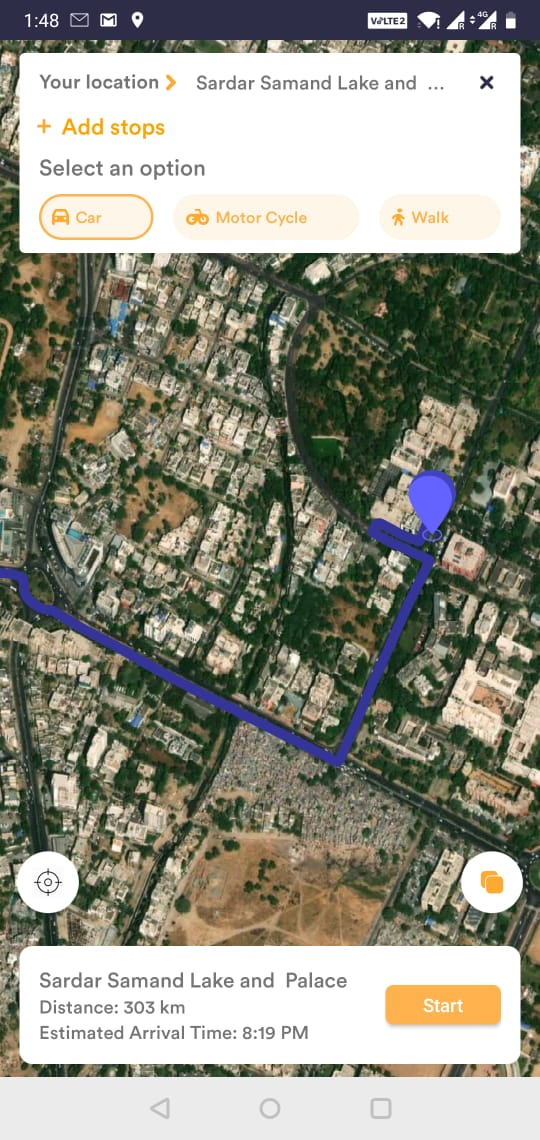 1:48
VoLTE2
4G
R
R
Your location
Sardar Samand Lake and ...
+ Add stops
Select an option
Car
Motor Cycle
Walk
Sardar Samand Lake and Palace
Distance: 303 km
Estimated Arrival Time: 8:19 PM
Start